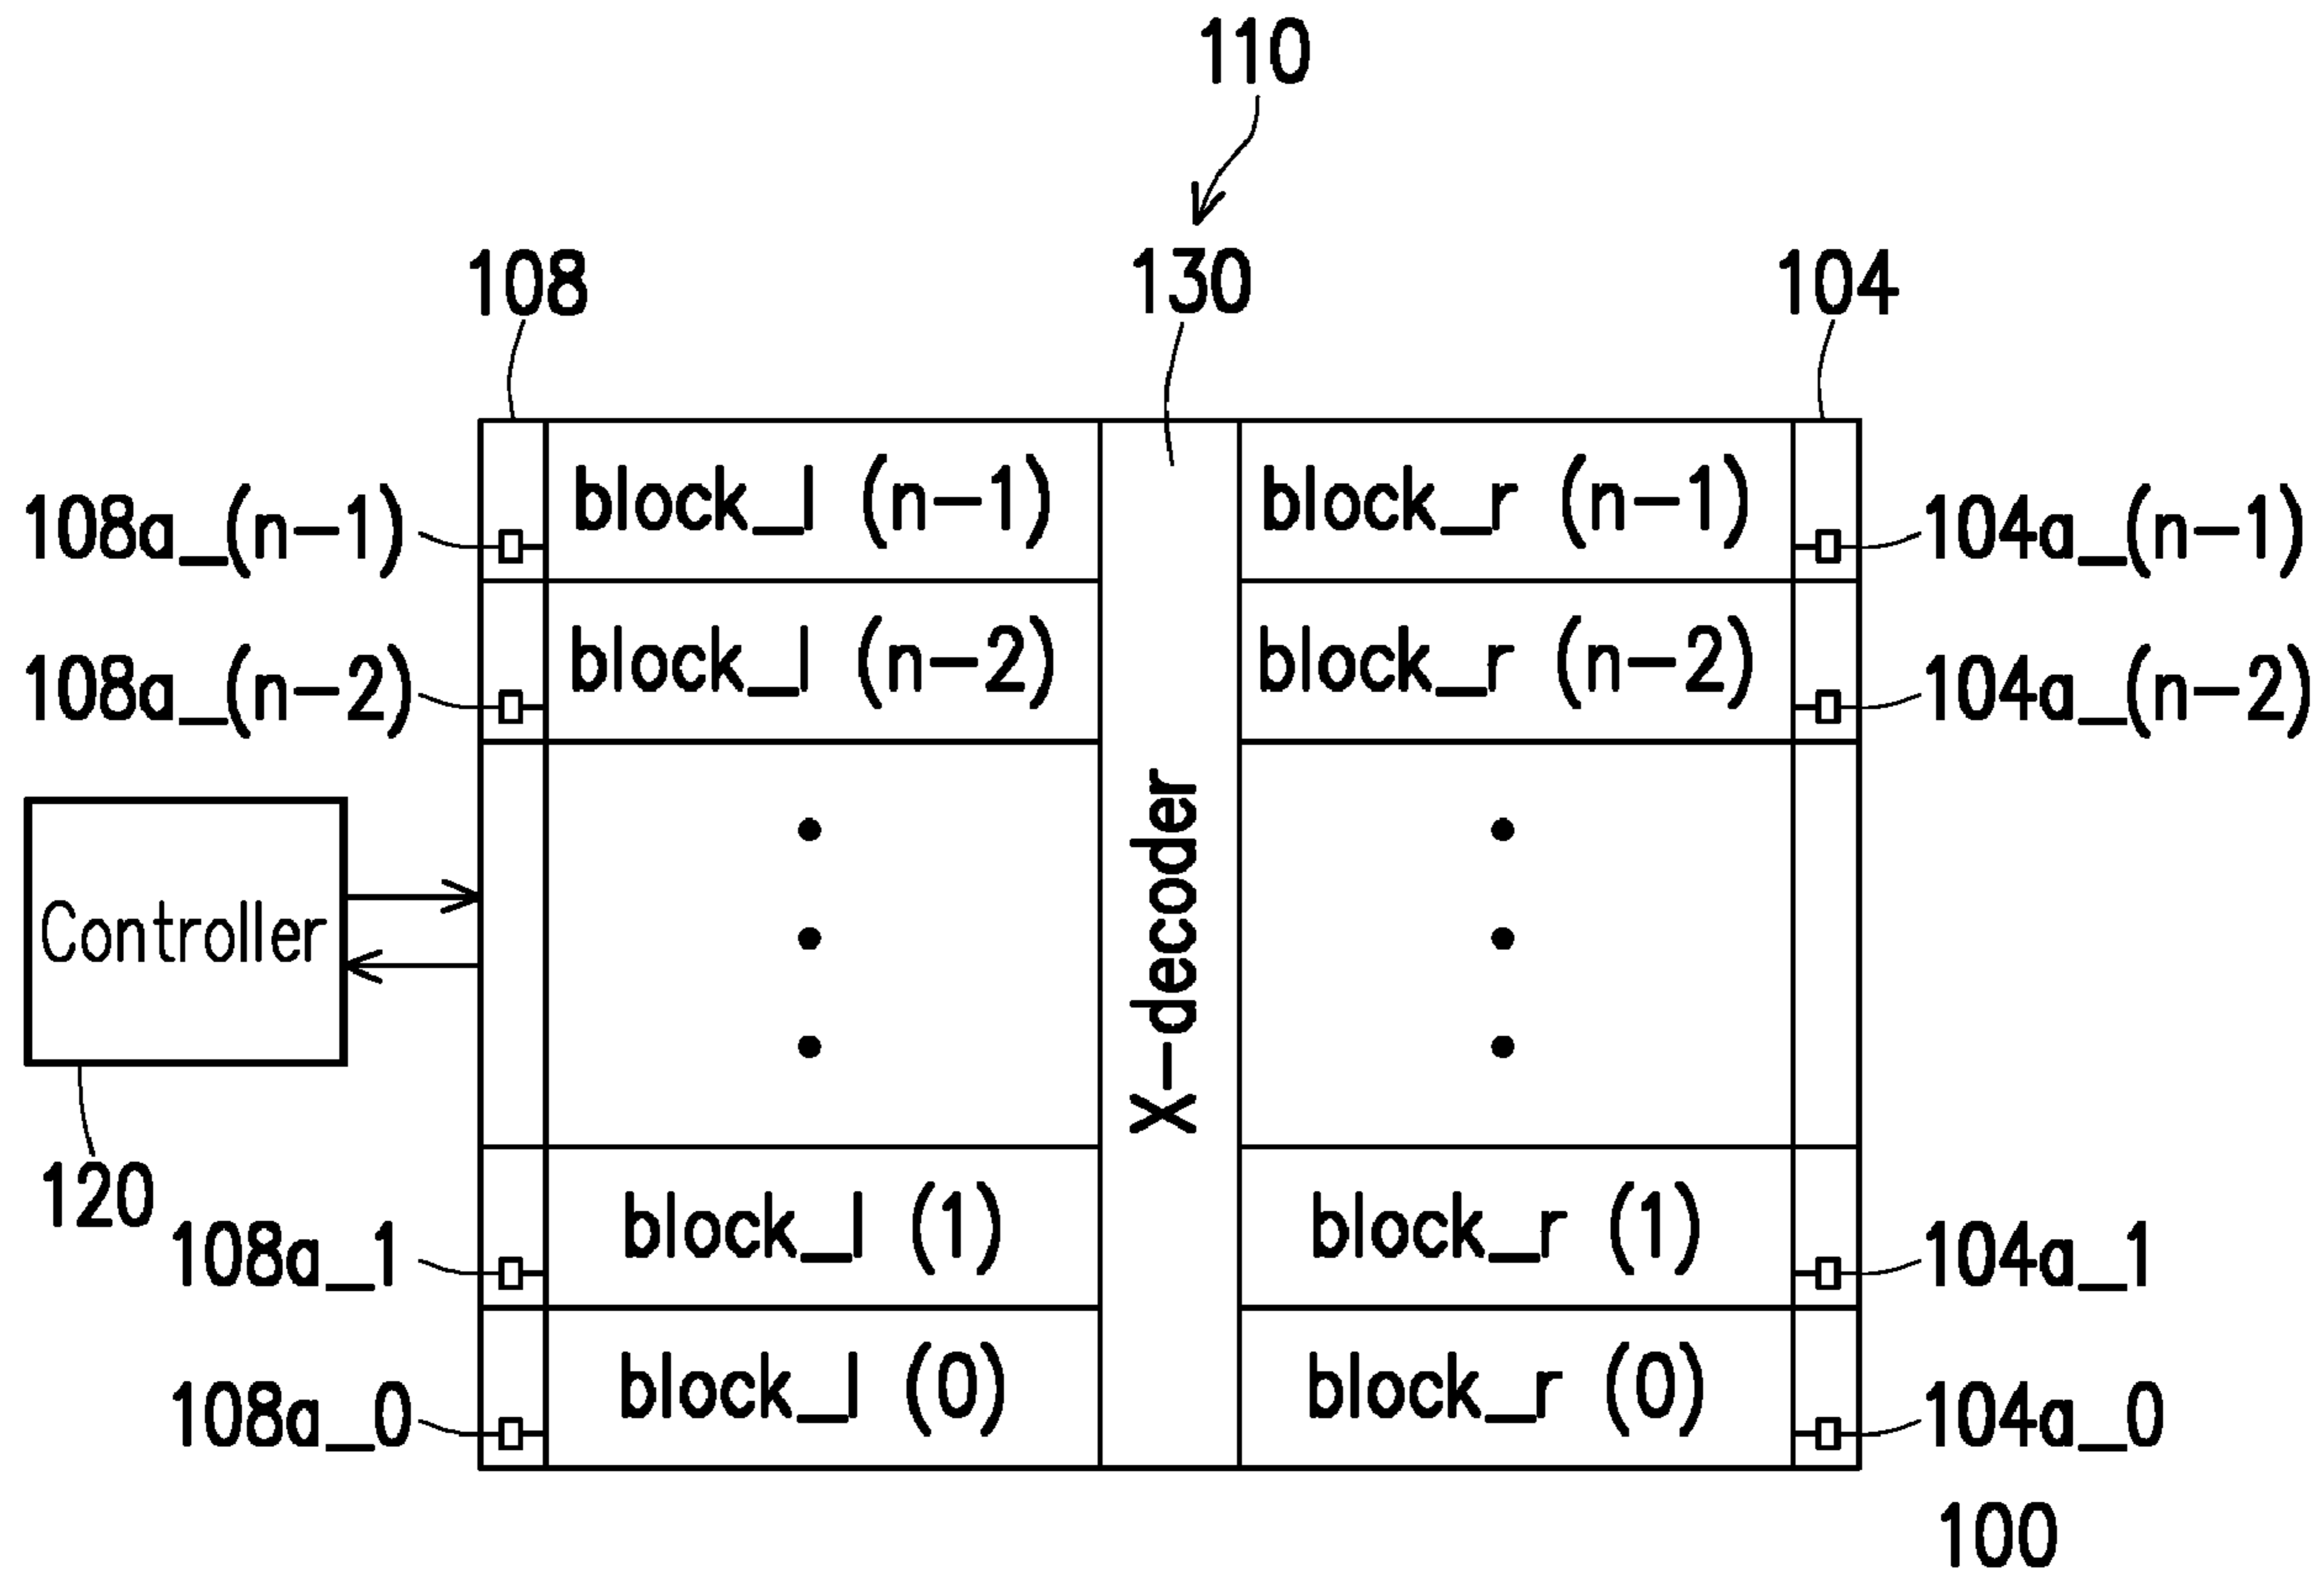 110
108 130 104
108a_(n-1) block_l (n-1) block_r (n-1) 104a_(n-1)
108a_(n-2) block_l (n-2) block_r (n-2) 104a_(n-2)
Controller
X-decoder
120
108a_1 block_l (1) block_r (1) 104a_1
108a_0 block_l (0) block_r (0) 104a_0
100